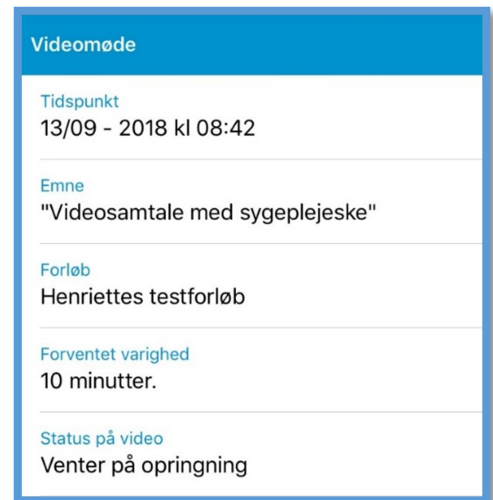 Videomøde
Tidspunkt
13/09 - 2018 kl 08:42
Emne
"Videosamtale med sygeplejeske"
Forløb
Henriettes testforløb
Forventet varighed
10 minutter.
Status på video
Venter på opringning